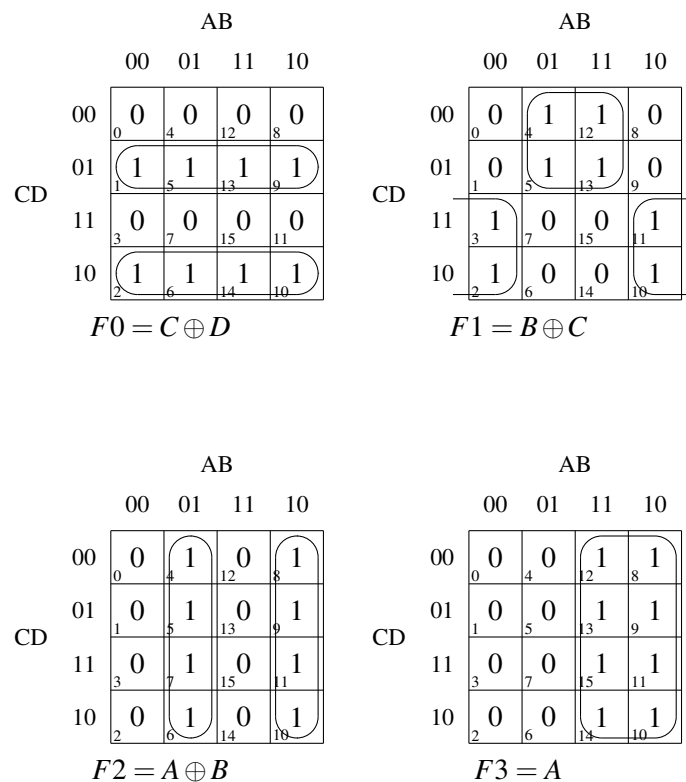 AB AB
00 01 11 10 00 01 11 10
00 0 0 0 0 00 0 1 1 0
0 4 12 8 0 4 12 8
01 1 1 1 1 01 0 1 1 0
1 5 13 9 1 5 13 9
CD CD
11 0 0 0 0 11 1 0 0 1
3 7 15 11 3 7 15 11
10 1 1 1 1 10 1 0 0 1
2 6 14 10 2 6 14 10
F0 = C ⊕ D F1 = B ⊕ C
AB AB
00 01 11 10 00 01 11 10
00 0 1 0 1 00 0 0 1 1
0 4 12 8 0 4 12 8
01 0 1 0 1 01 0 0 1 1
1 5 13 9 1 5 13 9
CD CD
11 0 1 0 1 11 0 0 1 1
3 7 15 11 3 7 15 11
10 0 1 0 1 10 0 0 1 1
2 6 14 10 2 6 14 10
F2 = A ⊕ B F3 = A